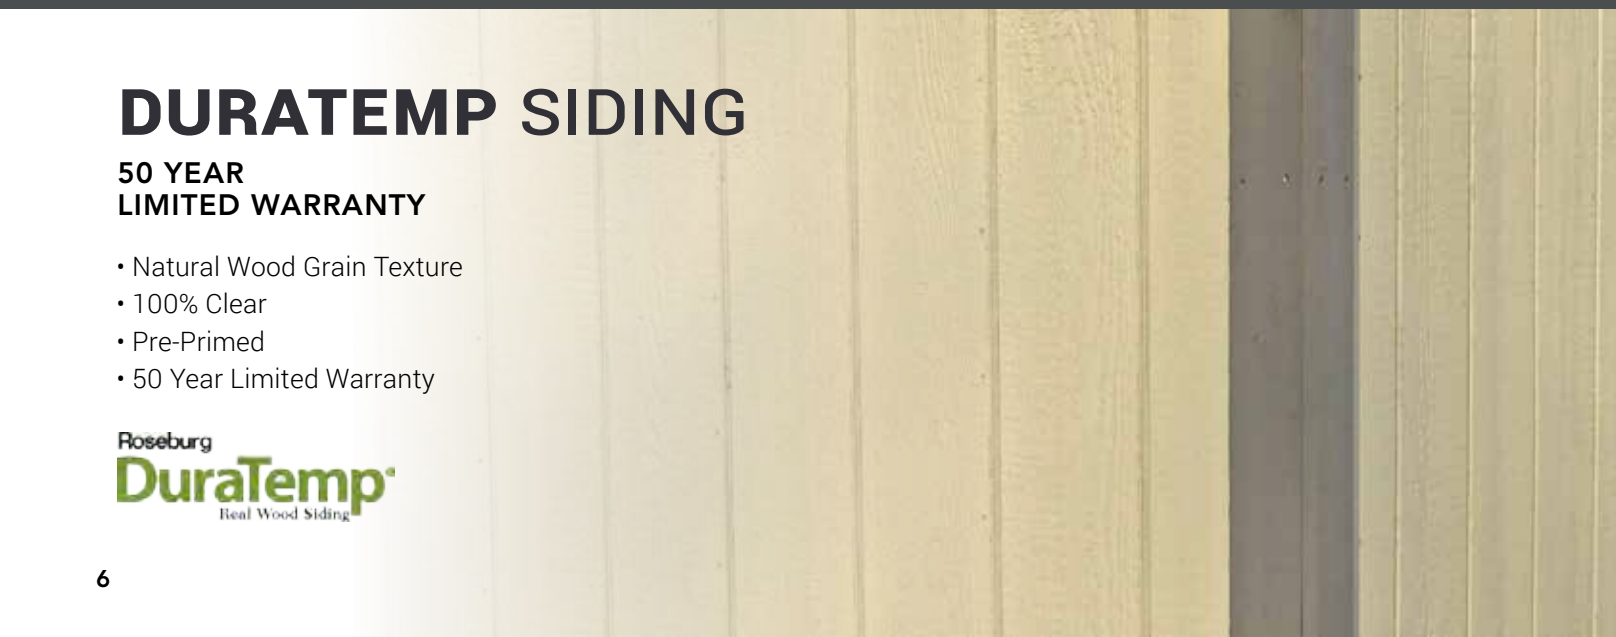 DURATEMP SIDING
50 YEAR
LIMITED WARRANTY
• Natural Wood Grain Texture
• 100% Clear
• Pre-Primed
• 50 Year Limited Warranty
Roseburg
DuraTemp®
Real Wood Siding
6